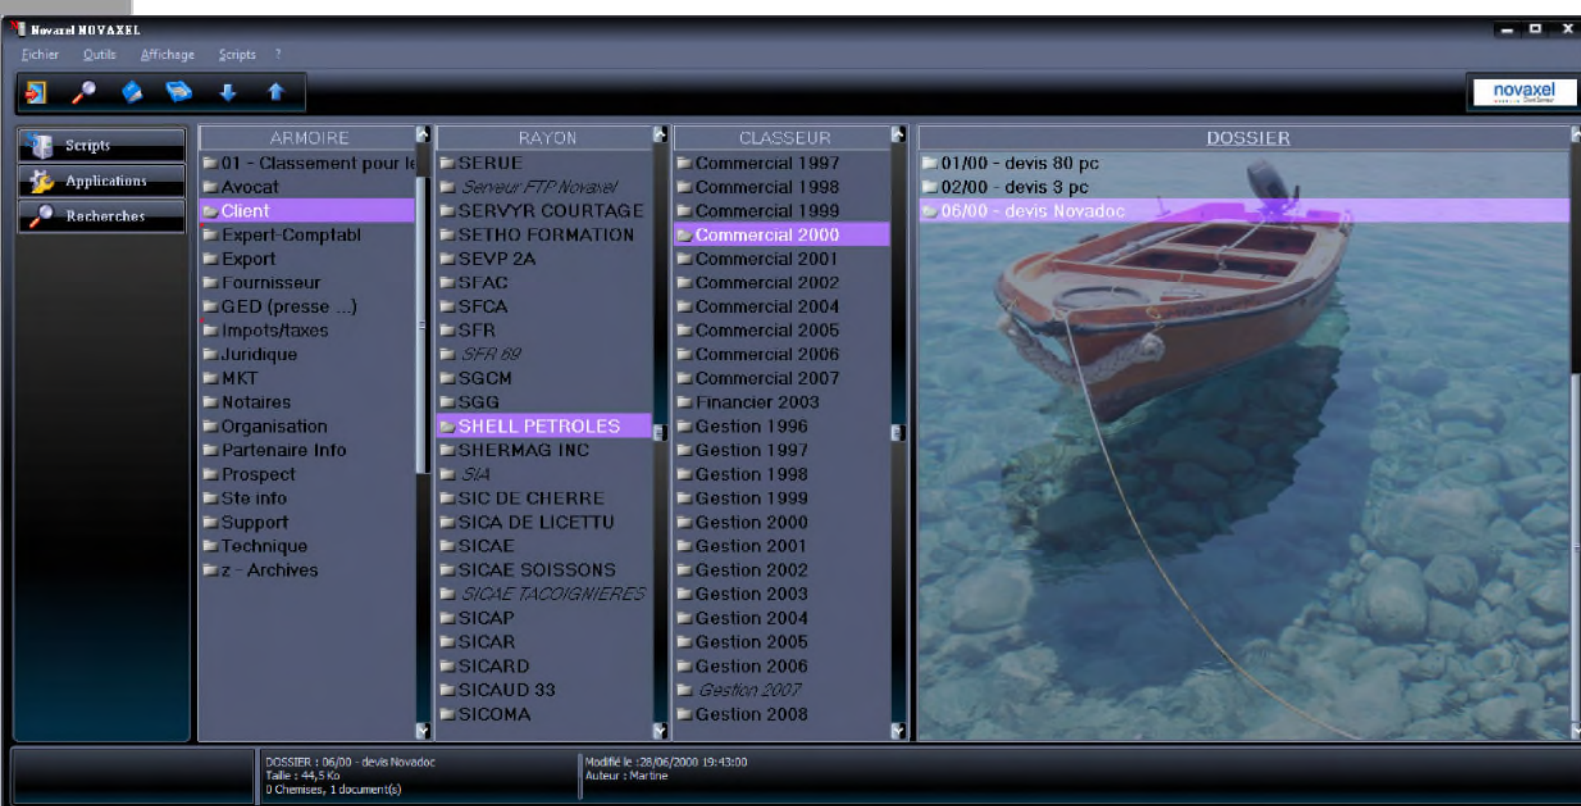 Novaxel NOVAXEL
Fichier Outils Affichage Scripts ?
novaxel
Scripts
Applications
Recherches
ARMOIRE
01 - Classement pour le
Avocat
Client
Expert-Comptabl
Export
Fournisseur
GED (presse ...)
Impots/taxes
Juridique
MKT
Notaires
Organisation
Partenaire Info
Prospect
Ste info
Support
Technique
z - Archives
RAYON
SERUE
Serveur FTP Novaxel
SERVYR COURTAGE
SETHO FORMATION
SEVP 2A
SFAC
SFCA
SFR
SFR 69
SGCM
SGG
SHELL PETROLES
SHERMAG INC
SIA
SIC DE CHERRE
SICA DE LICETTU
SICAE
SICAE SOISSONS
SICAE TACOIGNIERES
SICAP
SICAR
SICARD
SICAUD 33
SICOMA
CLASSEUR
Commercial 1997
Commercial 1998
Commercial 1999
Commercial 2000
Commercial 2001
Commercial 2002
Commercial 2004
Commercial 2005
Commercial 2006
Commercial 2007
Financier 2003
Gestion 1996
Gestion 1997
Gestion 1998
Gestion 1999
Gestion 2000
Gestion 2001
Gestion 2002
Gestion 2003
Gestion 2004
Gestion 2005
Gestion 2006
Gestion 2007
Gestion 2008
DOSSIER
01/00 - devis 80 pc
02/00 - devis 3 pc
06/00 - devis Novadoc
DOSSIER : 06/00 - devis Novadoc
Taille : 44,5 Ko
0 Chemises, 1 document(s)
Modifié le :28/06/2000 19:43:00
Auteur : Martine